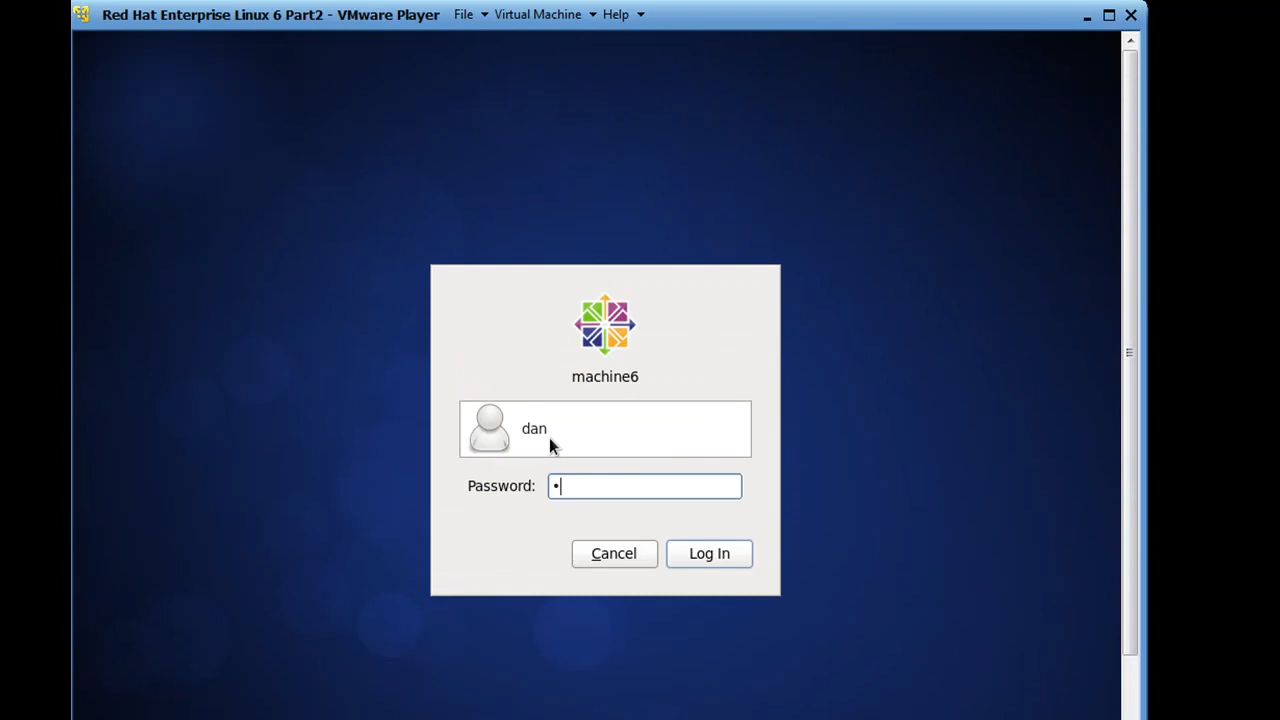 Red Hat Enterprise Linux 6 Part2 - VMware Player File Virtual Machine Help
machine6
dan
Password: •
Cancel Log In